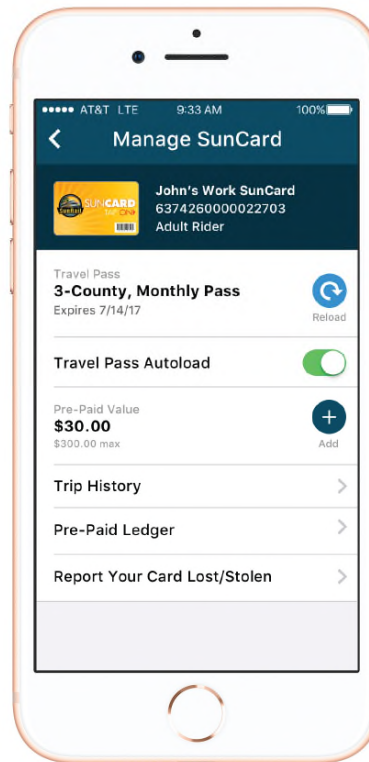 AT&T LTE 9:33 AM 100%
Manage SunCard
SunRail SUNCARD
John's Work SunCard
6374260000022703
Adult Rider
Travel Pass
3-County, Monthly Pass
Expires 7/14/17
Reload
Travel Pass Autoload
Pre-Paid Value
$30.00
$300.00 max
Add
Trip History
Pre-Paid Ledger
Report Your Card Lost/Stolen